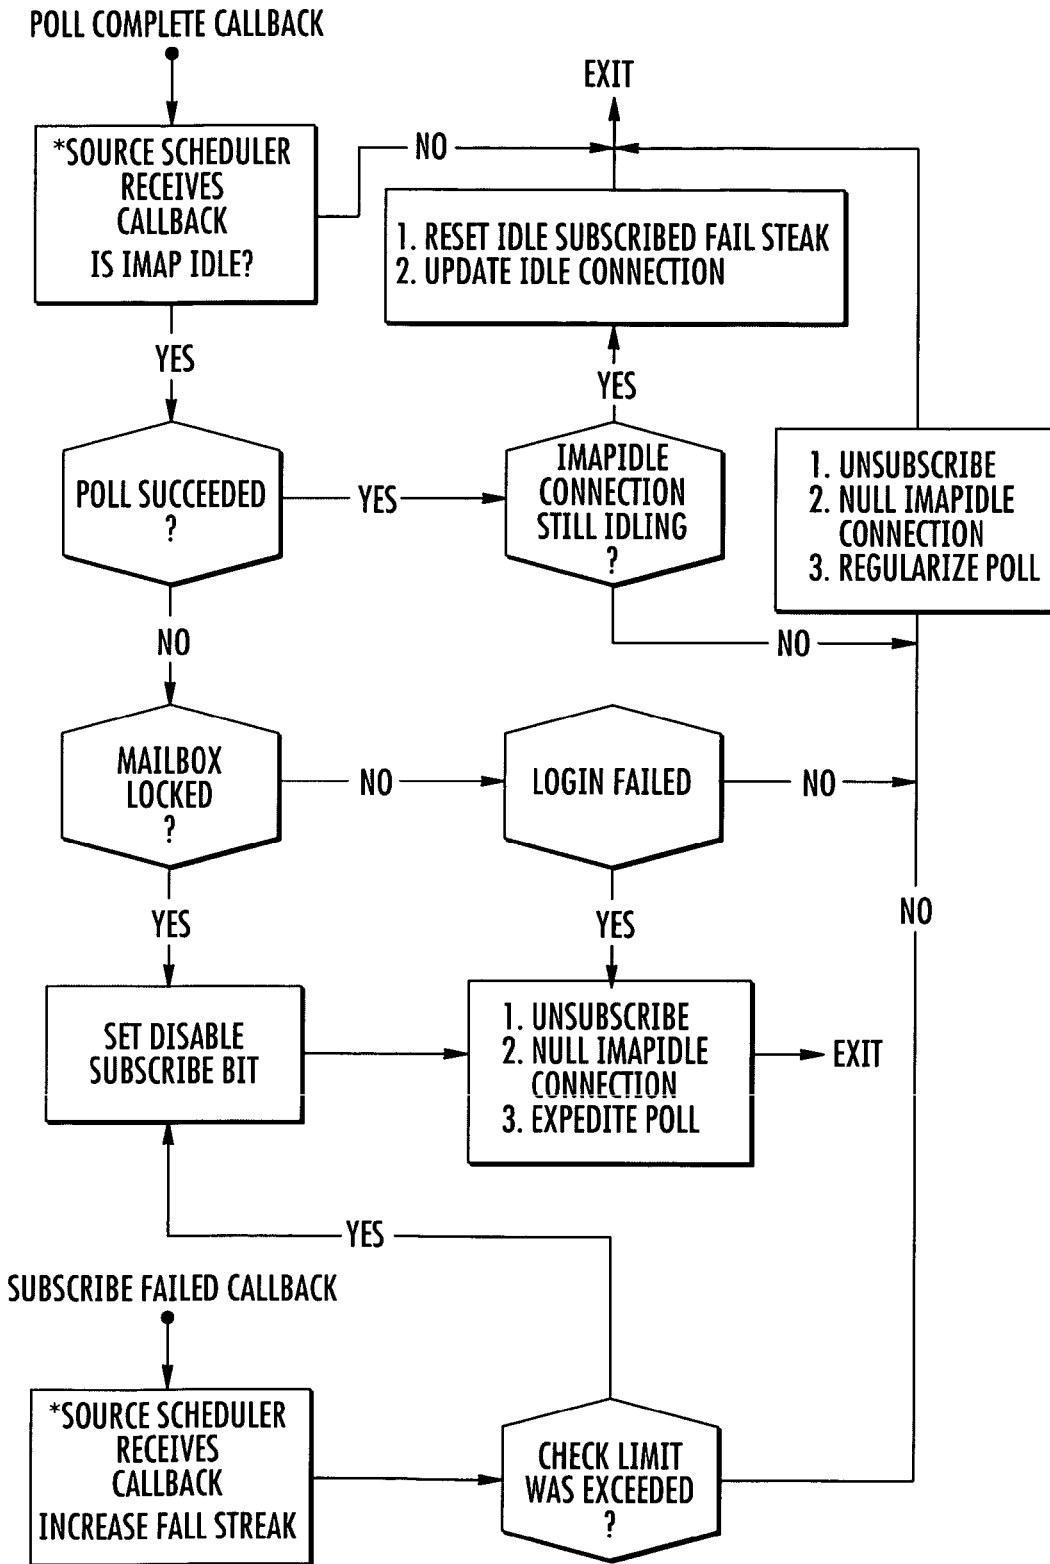 POLL COMPLETE CALLBACK
EXIT
*SOURCE SCHEDULER
RECEIVES
CALLBACK
IS IMAP IDLE?
NO
1. RESET IDLE SUBSCRIBED FAIL STEAK
2. UPDATE IDLE CONNECTION
YES
YES
POLL SUCCEEDED
?
YES
IMAPIDLE
CONNECTION
STILL IDLING
?
1. UNSUBSCRIBE
2. NULL IMAPIDLE
CONNECTION
3. REGULARIZE POLL
NO
NO
MAILBOX
LOCKED
?
NO
LOGIN FAILED
NO
YES
YES
NO
SET DISABLE
SUBSCRIBE BIT
1. UNSUBSCRIBE
2. NULL IMAPIDLE
CONNECTION
3. EXPEDITE POLL
EXIT
YES
SUBSCRIBE FAILED CALLBACK
*SOURCE SCHEDULER
RECEIVES
CALLBACK
INCREASE FALL STREAK
CHECK LIMIT
WAS EXCEEDED
?